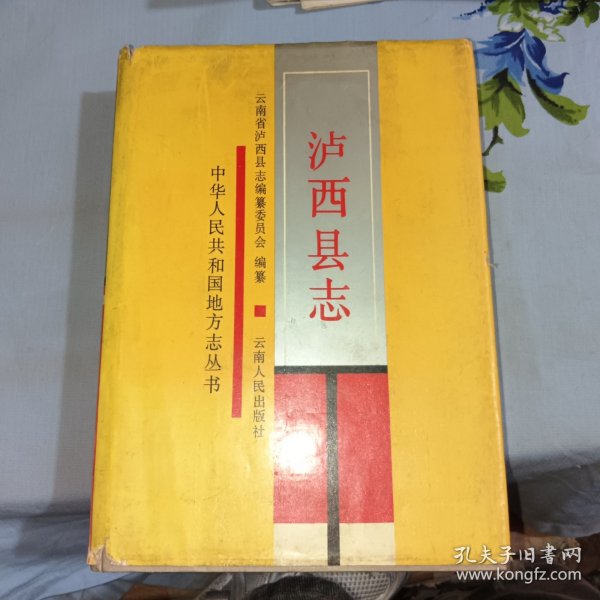 泸西县志
云南省泸西县志编纂委员会 编纂
云南人民出版社
中华人民共和国地方志丛书
孔夫子旧书网
www.kongfz.com